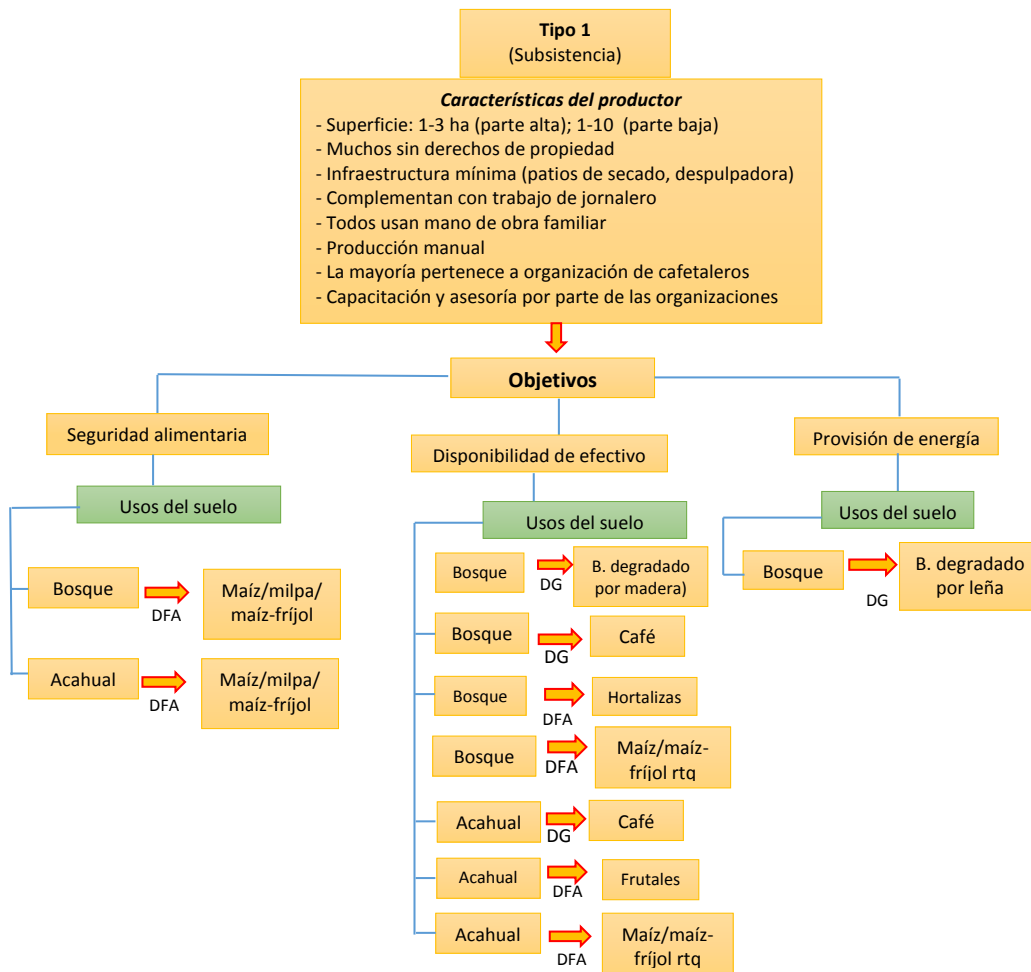 Tipo 1
(Subsistencia)
Características del productor
- Superficie: 1-3 ha (parte alta); 1-10 (parte baja)
- Muchos sin derechos de propiedad
- Infraestructura mínima (patios de secado, despulpadora)
- Complementan con trabajo de jornalero
- Todos usan mano de obra familiar
- Producción manual
- La mayoría pertenece a organización de cafetaleros
- Capacitación y asesoría por parte de las organizaciones
Objetivos
Seguridad alimentaria
Usos del suelo
Bosque
DFA
Maíz/milpa/
maíz-fríjol
Acahual
DFA
Maíz/milpa/
maíz-fríjol
Disponibilidad de efectivo
Usos del suelo
Bosque
DG
B. degradado
por madera)
Bosque
DG
Café
Bosque
DFA
Hortalizas
Bosque
DFA
Maíz/maíz-
fríjol rtq
Acahual
DG
Café
Acahual
DFA
Frutales
Acahual
DFA
Maíz/maíz-
fríjol rtq
Provisión de energía
Usos del suelo
Bosque
DG
B. degradado
por leña